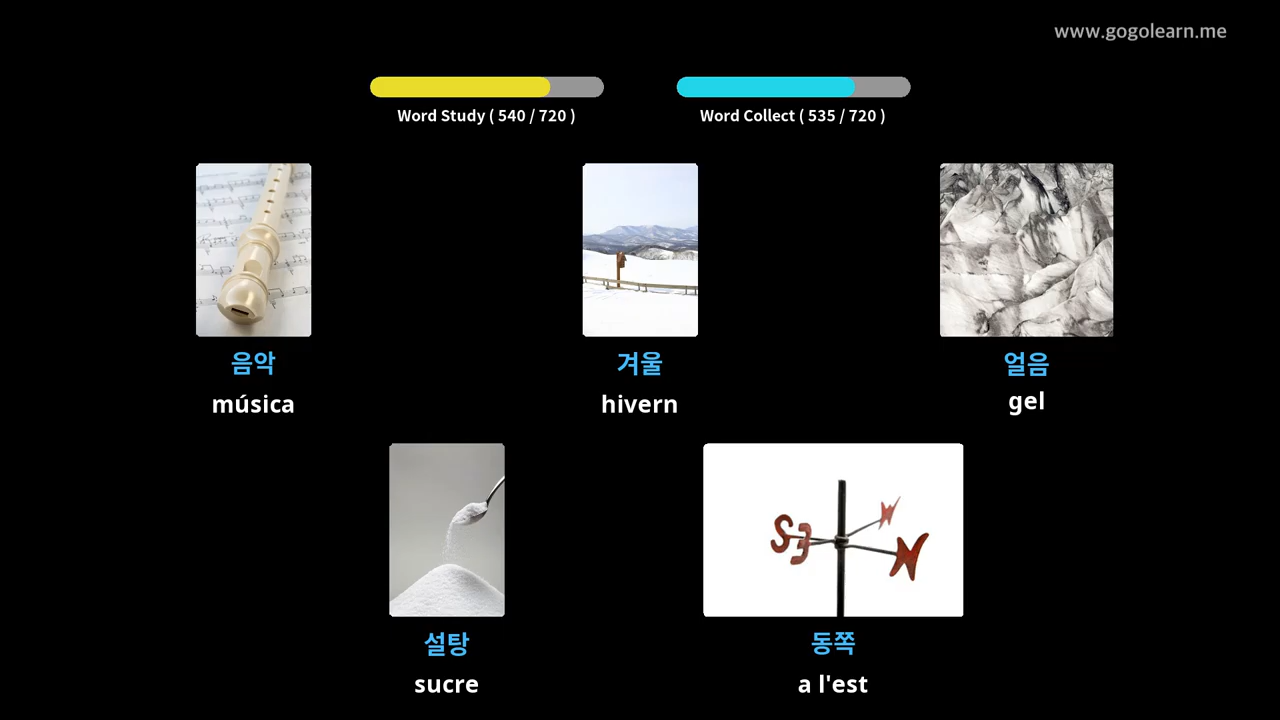 www.gogolearn.me
Word Study ( 540 / 720 )
Word Collect ( 535 / 720 )
음악
música
겨울
hivern
얼음
gel
S E N
설탕
sucre
동쪽
a l'est